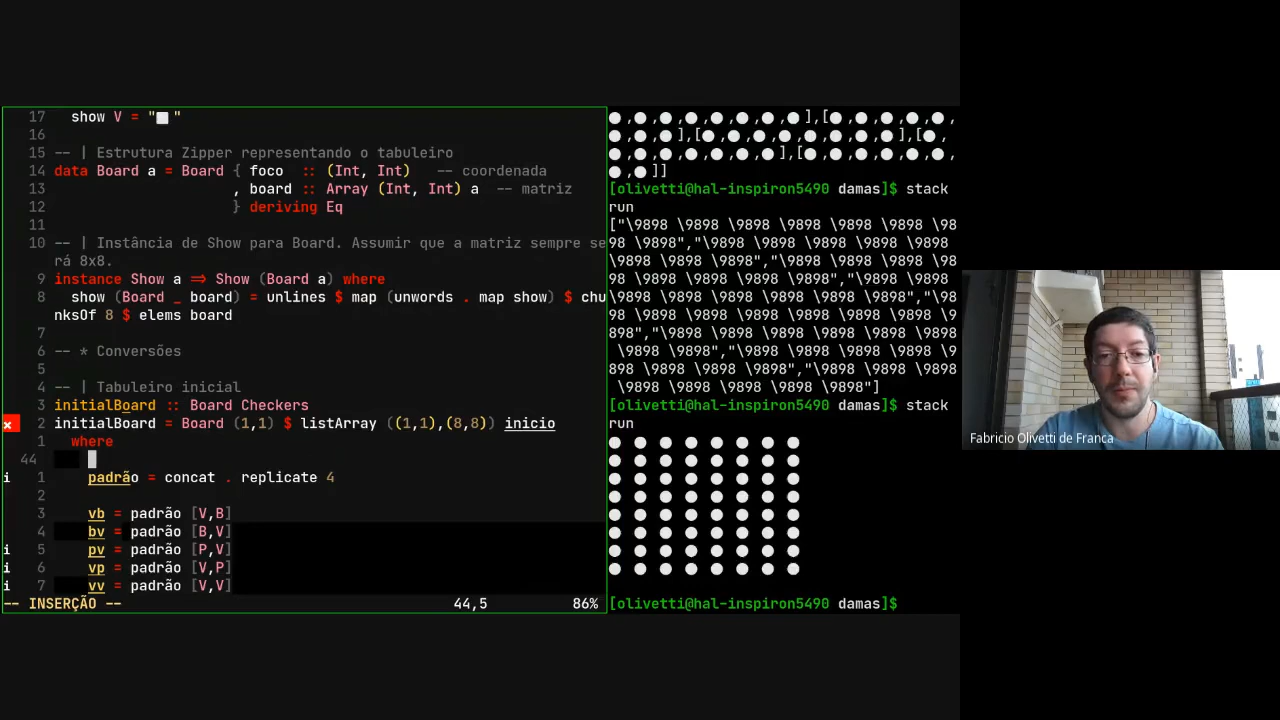 17 show V = "⬜"
16
15 -- | Estrutura Zipper representando o tabuleiro
14 data Board a = Board { foco :: (Int, Int) -- coordenada
13 , board :: Array (Int, Int) a -- matriz
12 } deriving Eq
11
10 -- | Instância de Show para Board. Assumir que a matriz sempre se
rá 8x8.
9 instance Show a => Show (Board a) where
8 show (Board _ board) = unlines $ map (unwords . map show) $ chu
nksOf 8 $ elems board
7
6 -- * Conversões
5
4 -- | Tabuleiro inicial
3 initialBoard :: Board Checkers
2 initialBoard = Board (1,1) $ listArray ((1,1),(8,8)) inicio
1 where
44
i 1 padrão = concat . replicate 4
2
3 vb = padrão [V,B]
4 bv = padrão [B,V]
i 5 pv = padrão [P,V]
i 6 vp = padrão [V,P]
i 7 vv = padrão [V,V]
-- INSERÇÃO -- 44,5 86%
●,●,●,●,●,●,●,●],[●,●,●,●,●,
●,●,●],[●,●,●,●,●,●,●,●],[●,
●,●,●,●,●,●,●],[●,●,●,●,●,●,
●,●]]
[olivetti@hal-inspiron5490 damas]$ stack
run
["\9898 \9898 \9898 \9898 \9898 \9898 \98
98 \9898","\9898 \9898 \9898 \9898 \9898
\9898 \9898 \9898","\9898 \9898 \9898 \98
98 \9898 \9898 \9898 \9898","\9898 \9898
\9898 \9898 \9898 \9898 \9898 \9898","\98
98 \9898 \9898 \9898 \9898 \9898 \9898 \9
898","\9898 \9898 \9898 \9898 \9898 \9898
\9898 \9898","\9898 \9898 \9898 \9898 \9
898 \9898 \9898 \9898","\9898 \9898 \9898
\9898 \9898 \9898 \9898 \9898"]
[olivetti@hal-inspiron5490 damas]$ stack
run
● ● ● ● ● ● ● ●
● ● ● ● ● ● ● ●
● ● ● ● ● ● ● ●
● ● ● ● ● ● ● ●
● ● ● ● ● ● ● ●
● ● ● ● ● ● ● ●
● ● ● ● ● ● ● ●
● ● ● ● ● ● ● ●
[olivetti@hal-inspiron5490 damas]$
Fabricio Olivetti de Franca